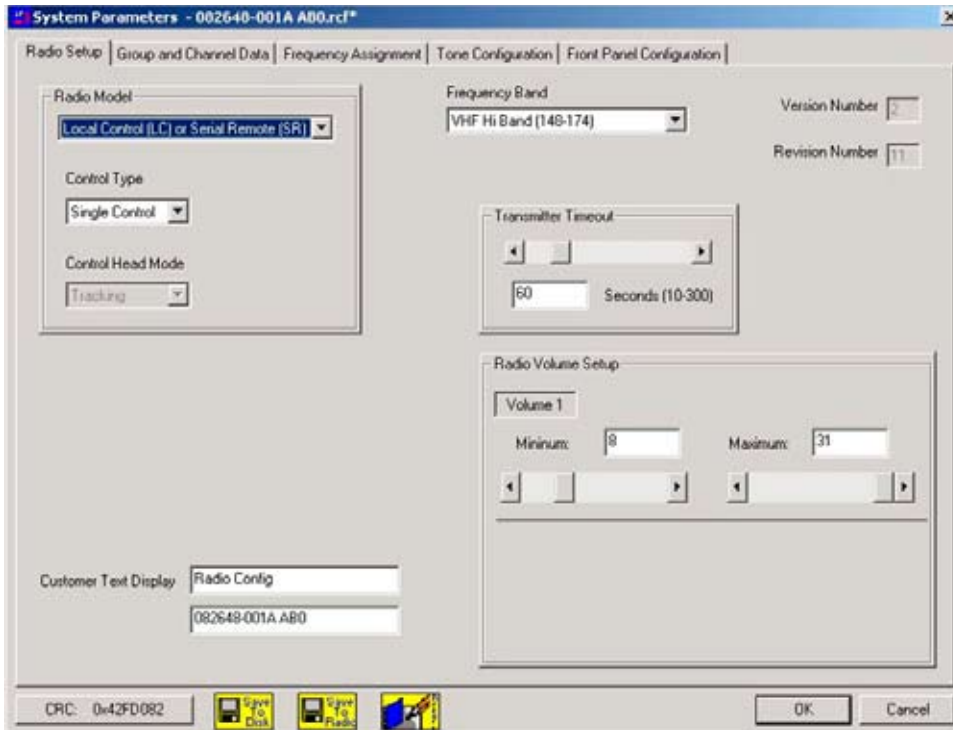 System Parameters - 082648-001A AB0.rcf*
Radio Setup
Group and Channel Data
Frequency Assignment
Tone Configuration
Front Panel Configuration
Radio Model
Local Control (LC) or Serial Remote (SR)
Control Type
Single Control
Control Head Mode
Tracking
Frequency Band
VHF Hi Band (148-174)
Version Number 2
Revision Number 11
Transmitter Timeout
60 Seconds (10-300)
Radio Volume Setup
Volume 1
Mininum: 8 Maximum: 31
Customer Text Display Radio Config
082648-001A AB0
CRC: 0x42FD082
Save To Disk
Save To Radio
OK
Cancel